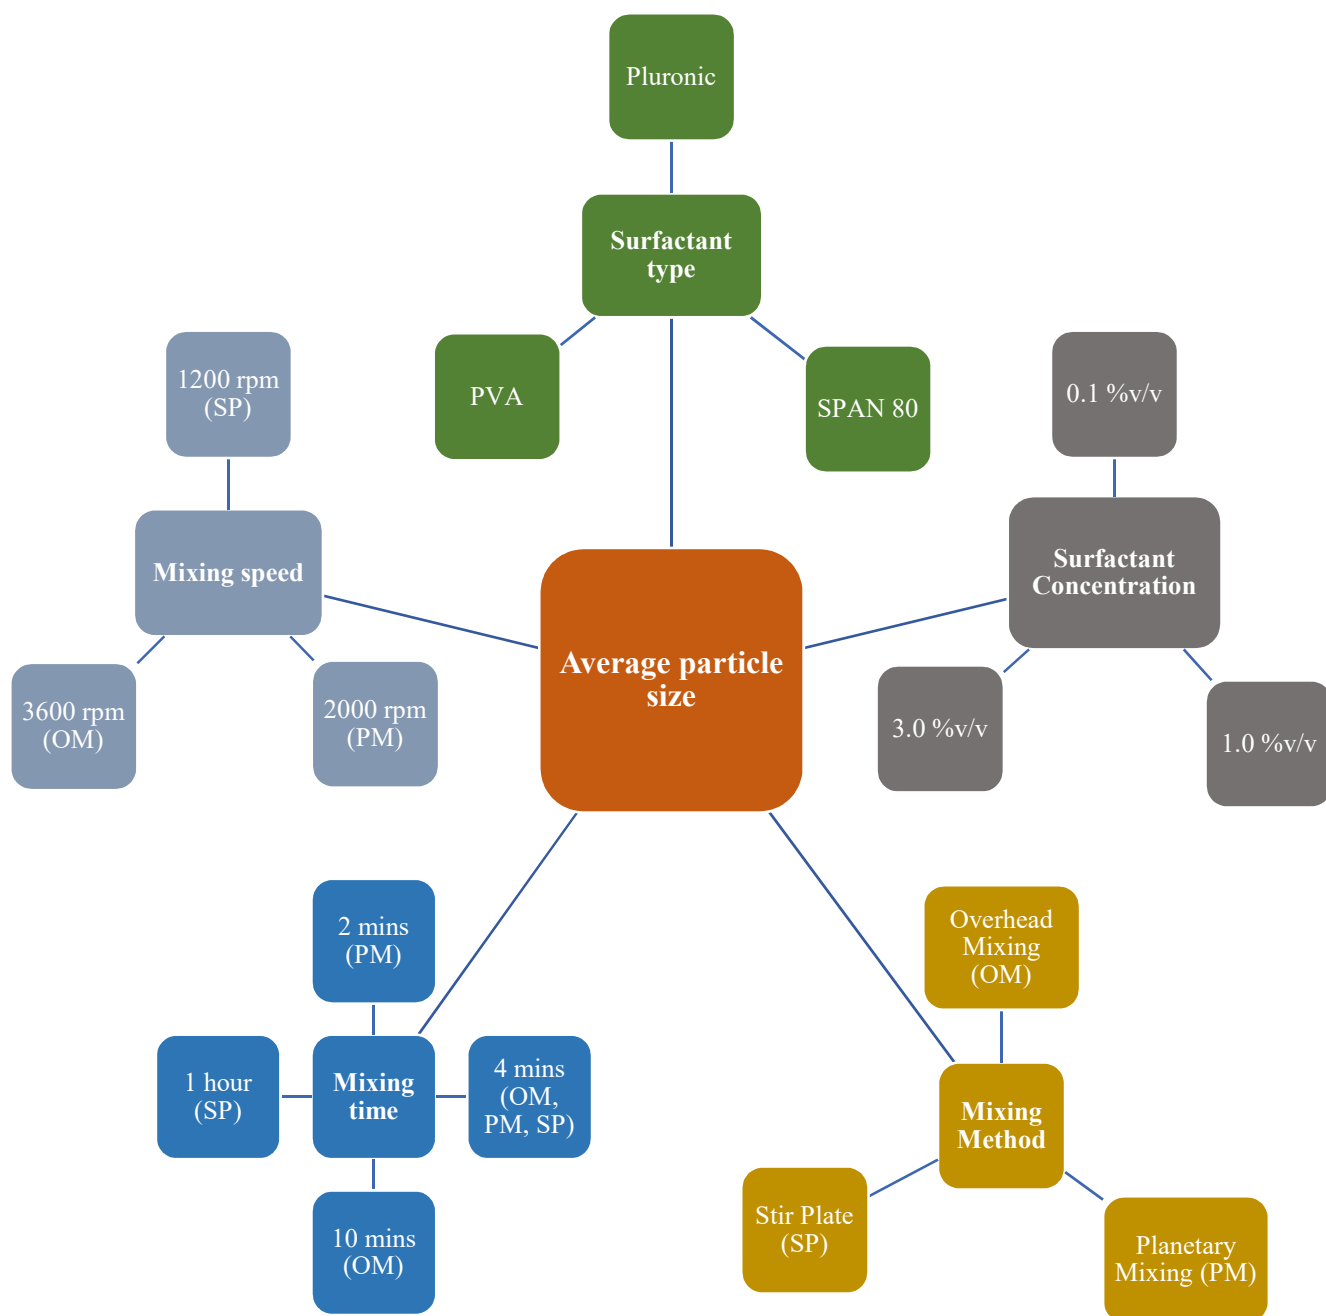 Pluronic
Surfactant
type
PVA
SPAN 80
1200 rpm
(SP)
Mixing speed
3600 rpm
(OM)
2000 rpm
(PM)
0.1 %v/v
Surfactant
Concentration
3.0 %v/v
1.0 %v/v
Average particle
size
2 mins
(PM)
1 hour
(SP)
Mixing
time
4 mins
(OM,
PM, SP)
10 mins
(OM)
Overhead
Mixing
(OM)
Mixing
Method
Stir Plate
(SP)
Planetary
Mixing (PM)